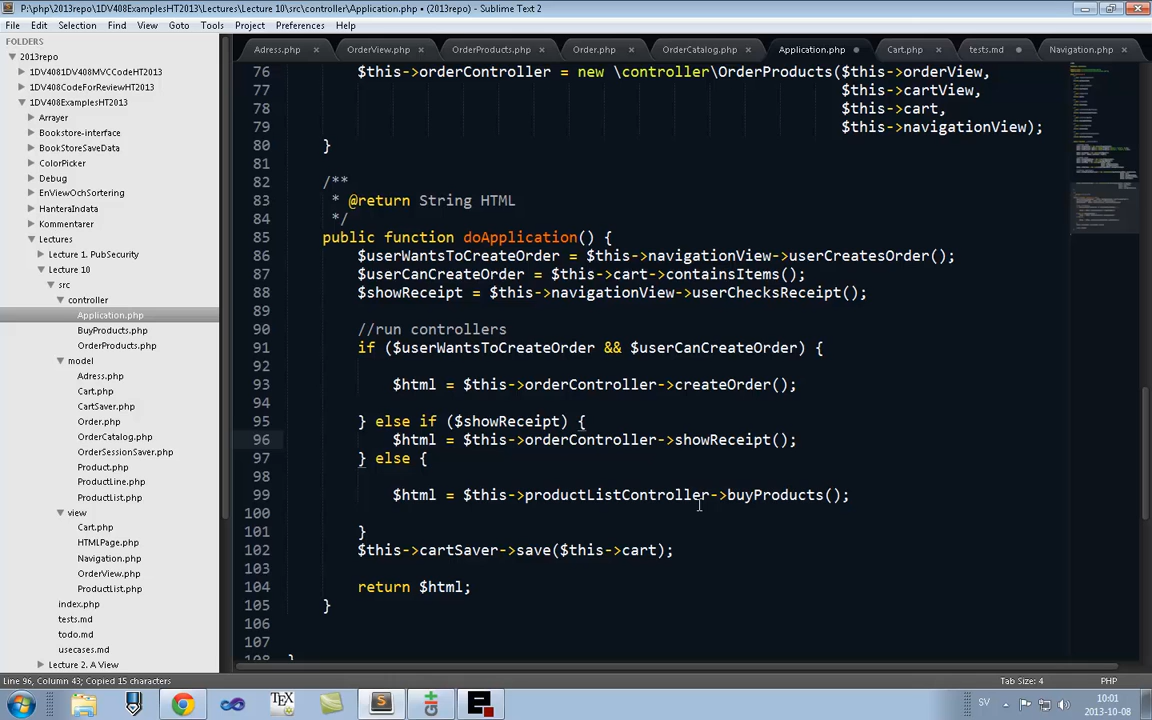 P:\php\2013repo\1DV408ExamplesHT2013\Lectures\Lecture 10\src\controller\Application.php • (2013repo) - Sublime Text 2
File Edit Selection Find View Goto Tools Project Preferences Help
FOLDERS
2013repo
1DV4081DV408MVCCodeHT2013
1DV408CodeForReviewHT2013
1DV408ExamplesHT2013
Arrayer
Bookstore-interface
BookStoreSaveData
ColorPicker
Debug
EnViewOchSortering
HanteraIndata
Kommentarer
Lectures
Lecture 1. PubSecurity
Lecture 10
src
controller
Application.php
BuyProducts.php
OrderProducts.php
model
Adress.php
Cart.php
CartSaver.php
Order.php
OrderCatalog.php
OrderSessionSaver.php
Product.php
ProductLine.php
ProductList.php
view
Cart.php
HTMLPage.php
Navigation.php
OrderView.php
ProductList.php
index.php
tests.md
todo.md
usecases.md
Lecture 2. A View
Adress.php OrderView.php OrderProducts.php Order.php OrderCatalog.php Application.php Cart.php tests.md Navigation.php
76 $this->orderController = new \controller\OrderProducts($this->orderView,
77 $this->cartView,
78 $this->cart,
79 $this->navigationView);
80 }
81
82 /**
83 * @return String HTML
84 */
85 public function doApplication() {
86 $userWantsToCreateOrder = $this->navigationView->userCreatesOrder();
87 $userCanCreateOrder = $this->cart->containsItems();
88 $showReceipt = $this->navigationView->userChecksReceipt();
89
90 //run controllers
91 if ($userWantsToCreateOrder && $userCanCreateOrder) {
92
93 $html = $this->orderController->createOrder();
94
95 } else if ($showReceipt) {
96 $html = $this->orderController->showReceipt();
97 } else {
98
99 $html = $this->productListController->buyProducts();
100
101 }
102 $this->cartSaver->save($this->cart);
103
104 return $html;
105 }
106
107
108 }
Line 96, Column 43; Copied 15 characters
Tab Size: 4 PHP
SV 10:01
2013-10-08